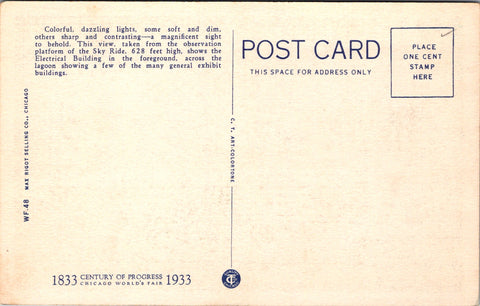 Colorful, dazzling lights, some soft and dim,
others sharp and contrasting—a magnificent sight
to behold. This view, taken from the observation
platform of the Sky Ride, 628 feet high, shows the
Electrical Building in the foreground, across the
lagoon showing a few of the many general exhibit
buildings.
POST CARD
THIS SPACE FOR ADDRESS ONLY
PLACE
ONE CENT
STAMP
HERE
WF-48 MAX RIGOT SELLING CO., CHICAGO
C. T. ART-COLORTONE
1833 CENTURY OF PROGRESS 1933
CHICAGO WORLD'S FAIR